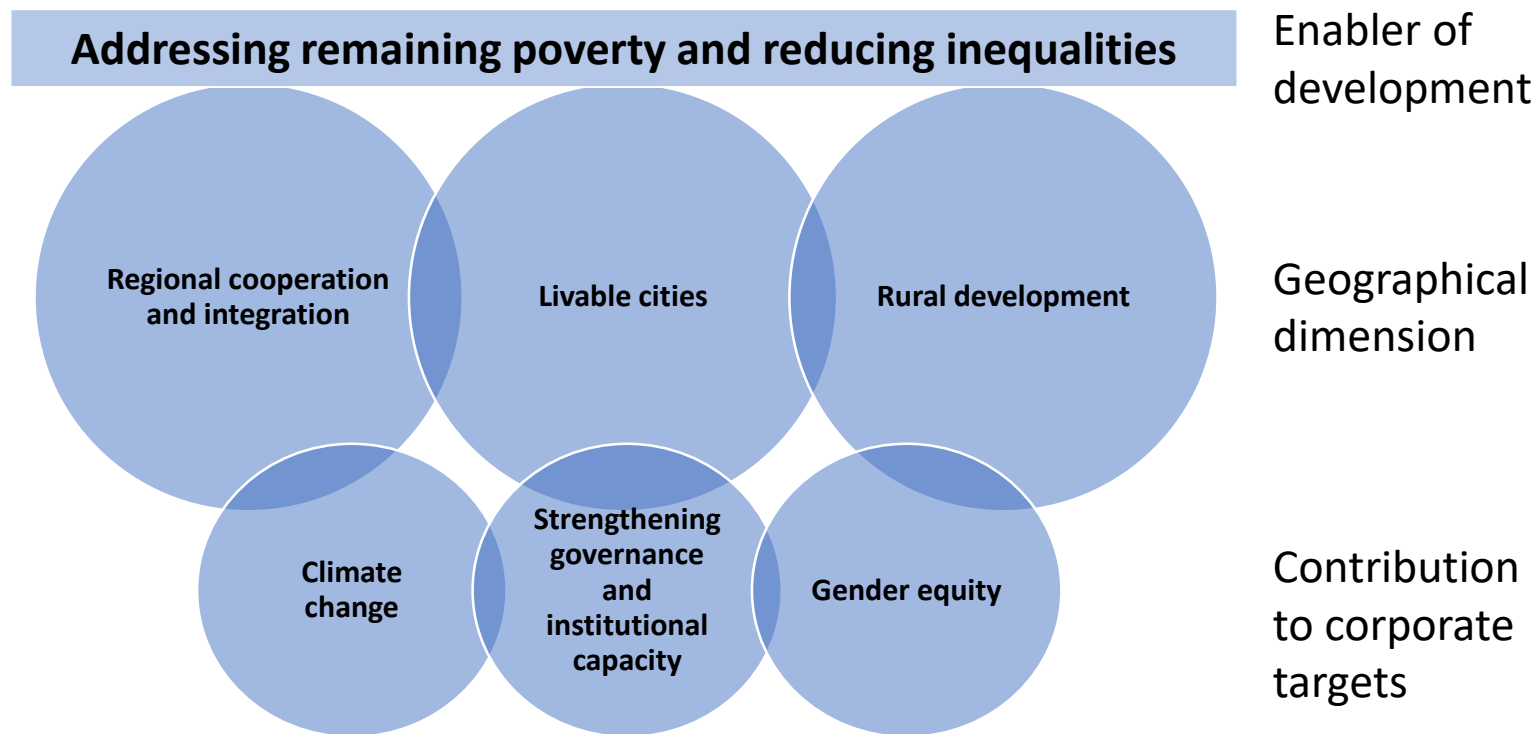 Addressing remaining poverty and reducing inequalities
Enabler of
development
Regional cooperation
and integration
Livable cities
Rural development
Geographical
dimension
Climate
change
Strengthening
governance
and
institutional
capacity
Gender equity
Contribution
to corporate
targets